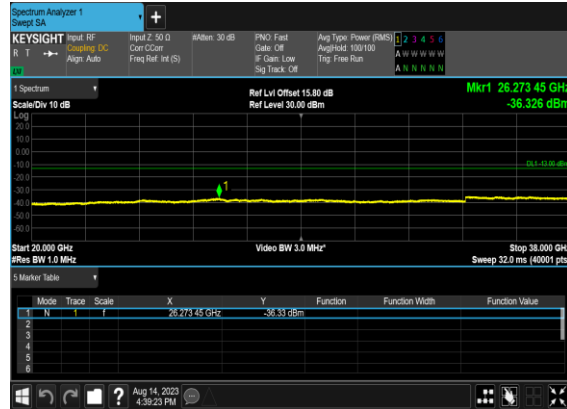 Spectrum Analyzer 1
Swept SA
+
KEYSIGHT Input: RF Input Z: 50 Ω #Atten: 30 dB PNO: Fast Avg Type: Power (RMS) 1 2 3 4 5 6
R T Coupling: DC Corr CCorr Gate: Off Avg|Hold: 100/100 A W W W W W
Align: Auto Freq Ref: Int (S) IF Gain: Low Trig: Free Run
Sig Track: Off A N N N N N
1 Spectrum Ref Lvl Offset 15.80 dB Mkr1 26.273 45 GHz
Scale/Div 10 dB Ref Level 30.00 dBm -36.326 dBm
Log
20.0
10.0
0.00
-10.0 DL1 -13.00 dBm
-20.0
-30.0 1
-40.0
-50.0
-60.0
Start 20.000 GHz Video BW 3.0 MHz* Stop 38.000 GHz
#Res BW 1.0 MHz Sweep 32.0 ms (40001 pts)
5 Marker Table
Mode Trace Scale X Y Function Function Width Function Value
1 N 1 f 26.273 45 GHz -36.33 dBm
2
3
4
5
6
? Aug 14, 2023
4:39:23 PM